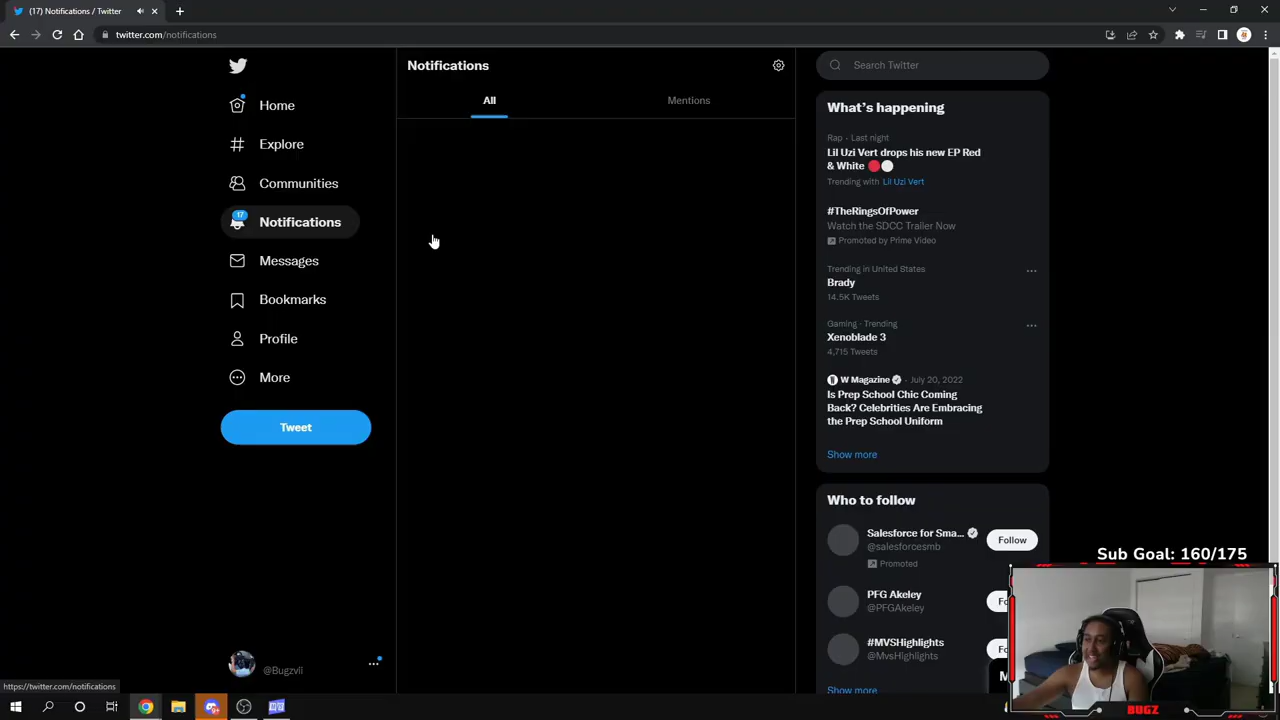 (17) Notifications / Twitter
twitter.com/notifications
Home
Explore
Communities
17
Notifications
Messages
Bookmarks
Profile
More
Tweet
@Bugzvii
https://twitter.com/notifications
Notifications
All
Mentions
Search Twitter
What's happening
Rap · Last night
Lil Uzi Vert drops his new EP Red
& White
Trending with Lil Uzi Vert
#TheRingsOfPower
Watch the SDCC Trailer Now
Promoted by Prime Video
Trending in United States
Brady
14.5K Tweets
Gaming · Trending
Xenoblade 3
4,715 Tweets
W Magazine · July 20, 2022
Is Prep School Chic Coming
Back? Celebrities Are Embracing
the Prep School Uniform
Show more
Who to follow
Salesforce for Sma...
@salesforcesmb
Follow
Promoted
PFG Akeley
@PFGAkeley
Fo
#MVSHighlights
@MvsHighlights
Fo
Show more
M
Sub Goal: 160/175
BUGZ